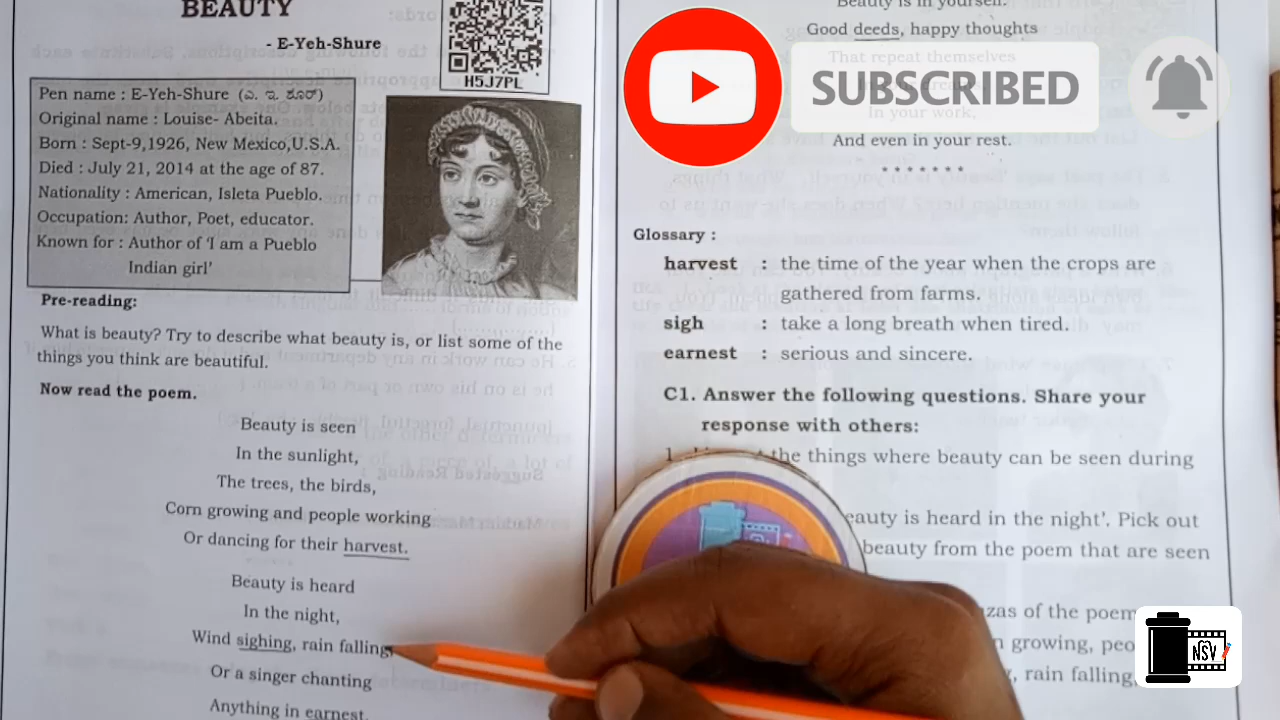 BEAUTY
- E-Yeh-Shure
H5J7PL
Pen name : E-Yeh-Shure (ಎ. ಐ. ಶೂರ್)
Original name : Louise- Abeita.
Born : Sept-9,1926, New Mexico,U.S.A.
Died : July 21, 2014 at the age of 87.
Nationality : American, Isleta Pueblo.
Occupation: Author, Poet, educator.
Known for : Author of 'I am a Pueblo
Indian girl'
Pre-reading:
What is beauty? Try to describe what beauty is, or list some of the
things you think are beautiful.
Now read the poem.
Beauty is seen
In the sunlight,
The trees, the birds,
Corn growing and people working
Or dancing for their harvest.
Beauty is heard
In the night,
Wind sighing, rain falling,
Or a singer chanting
Anything in earnest.
Beauty is in yourself.
Good deeds, happy thoughts
That repeat themselves
In your work,
And even in your rest.
*******
SUBSCRIBED
Glossary :
harvest : the time of the year when the crops are
gathered from farms.
sigh : take a long breath when tired.
earnest : serious and sincere.
C1. Answer the following questions. Share your
response with others:
the things where beauty can be seen during
eauty is heard in the night'. Pick out
beauty from the poem that are seen
zas of the poem
n growing, peo
, rain falling,
NSV